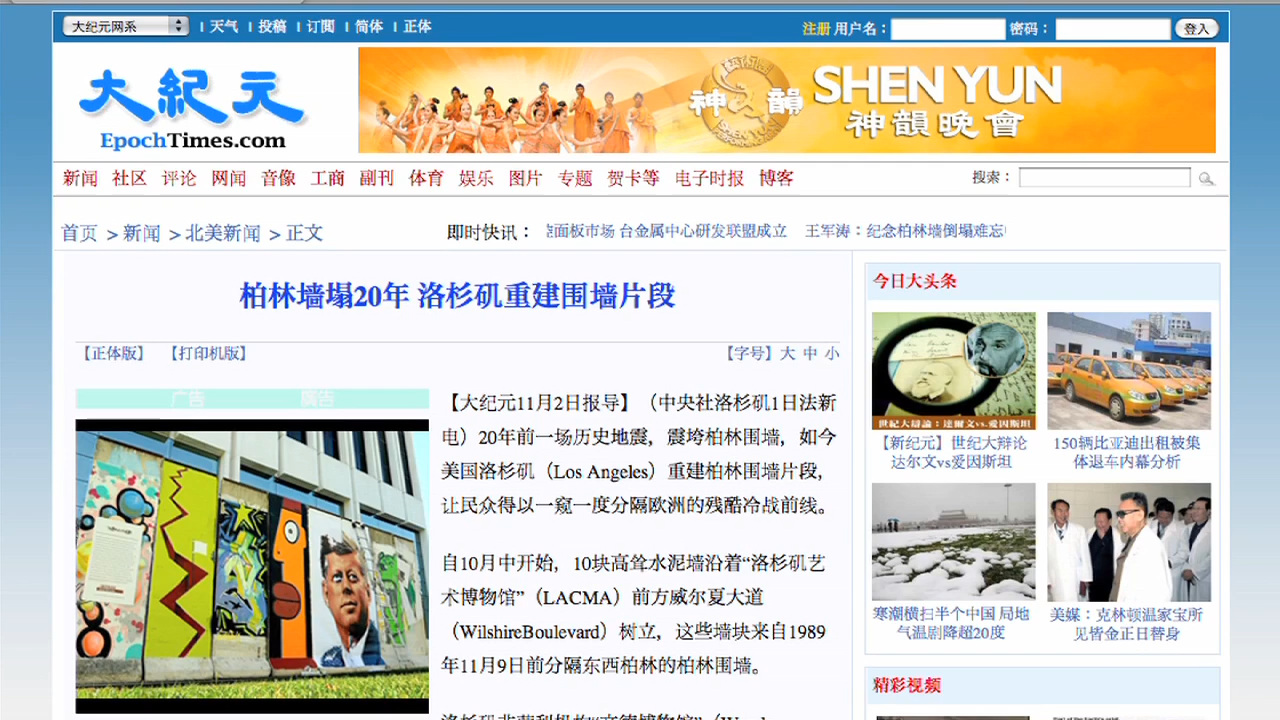 大纪元网系 | 天气 | 投稿 | 订阅 | 简体 | 正体 注册 用户名： 密码： 登入
大紀元
EpochTimes.com
神 韻 SHEN YUN
神韻晚會
新闻 社区 评论 网闻 音像 工商 副刊 体育 娱乐 图片 专题 贺卡等 电子时报 博客 搜索：
首页 > 新闻 > 北美新闻 > 正文 即时快讯： 面板市场 台金属中心研发联盟成立 王军涛：纪念柏林墙倒塌难忘
柏林墙塌20年 洛杉矶重建围墙片段
【正体版】 【打印机版】 【字号】大 中 小
广告 廣告
【大纪元11月2日报导】（中央社洛杉矶1日法新
电）20年前一场历史地震，震垮柏林围墙，如今
美国洛杉矶（Los Angeles）重建柏林围墙片段，
让民众得以一窥一度分隔欧洲的残酷冷战前线。
自10月中开始，10块高耸水泥墙沿着“洛杉矶艺
术博物馆”（LACMA）前方威尔夏大道
（WilshireBoulevard）树立，这些墙块来自1989
年11月9日前分隔东西柏林的柏林围墙。
今日大头条
世紀大辯論：達爾文vs.愛因斯坦
【新纪元】世纪大辩论
达尔文vs爱因斯坦
150辆比亚迪出租被集
体退车内幕分析
寒潮横扫半个中国 局地
气温剧降超20度
美媒：克林顿温家宝所
见皆金正日替身
精彩视频